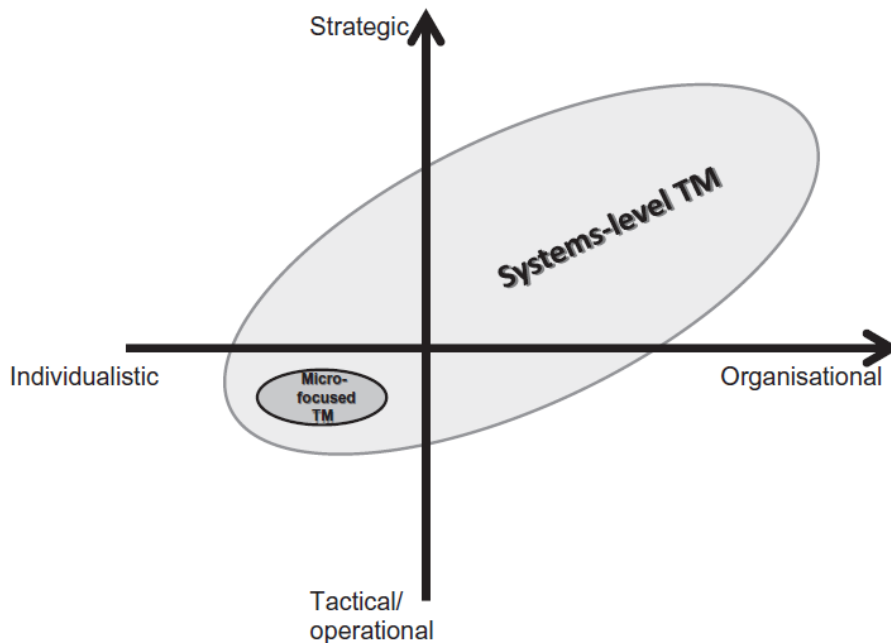 Strategic
Systems-level TM
Individualistic
Organisational
Micro-
focused
TM
Tactical/
operational